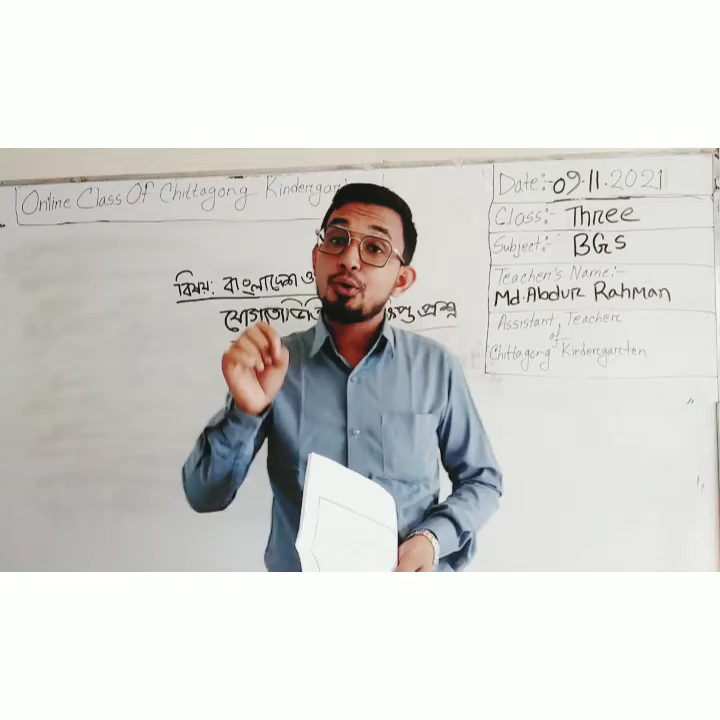 Online Class Of Chittagong Kindergar
Date:-09.11.2021
Class:- Three
Subject:- BGS
Teacher's Name:-
Md. Abdur Rahman
Assistant Teacher
of
Chittagong Kindergarten
বিষয়: বাংলাদেশ ও
যোগ্যতাভিত্তি প্রশ্ন